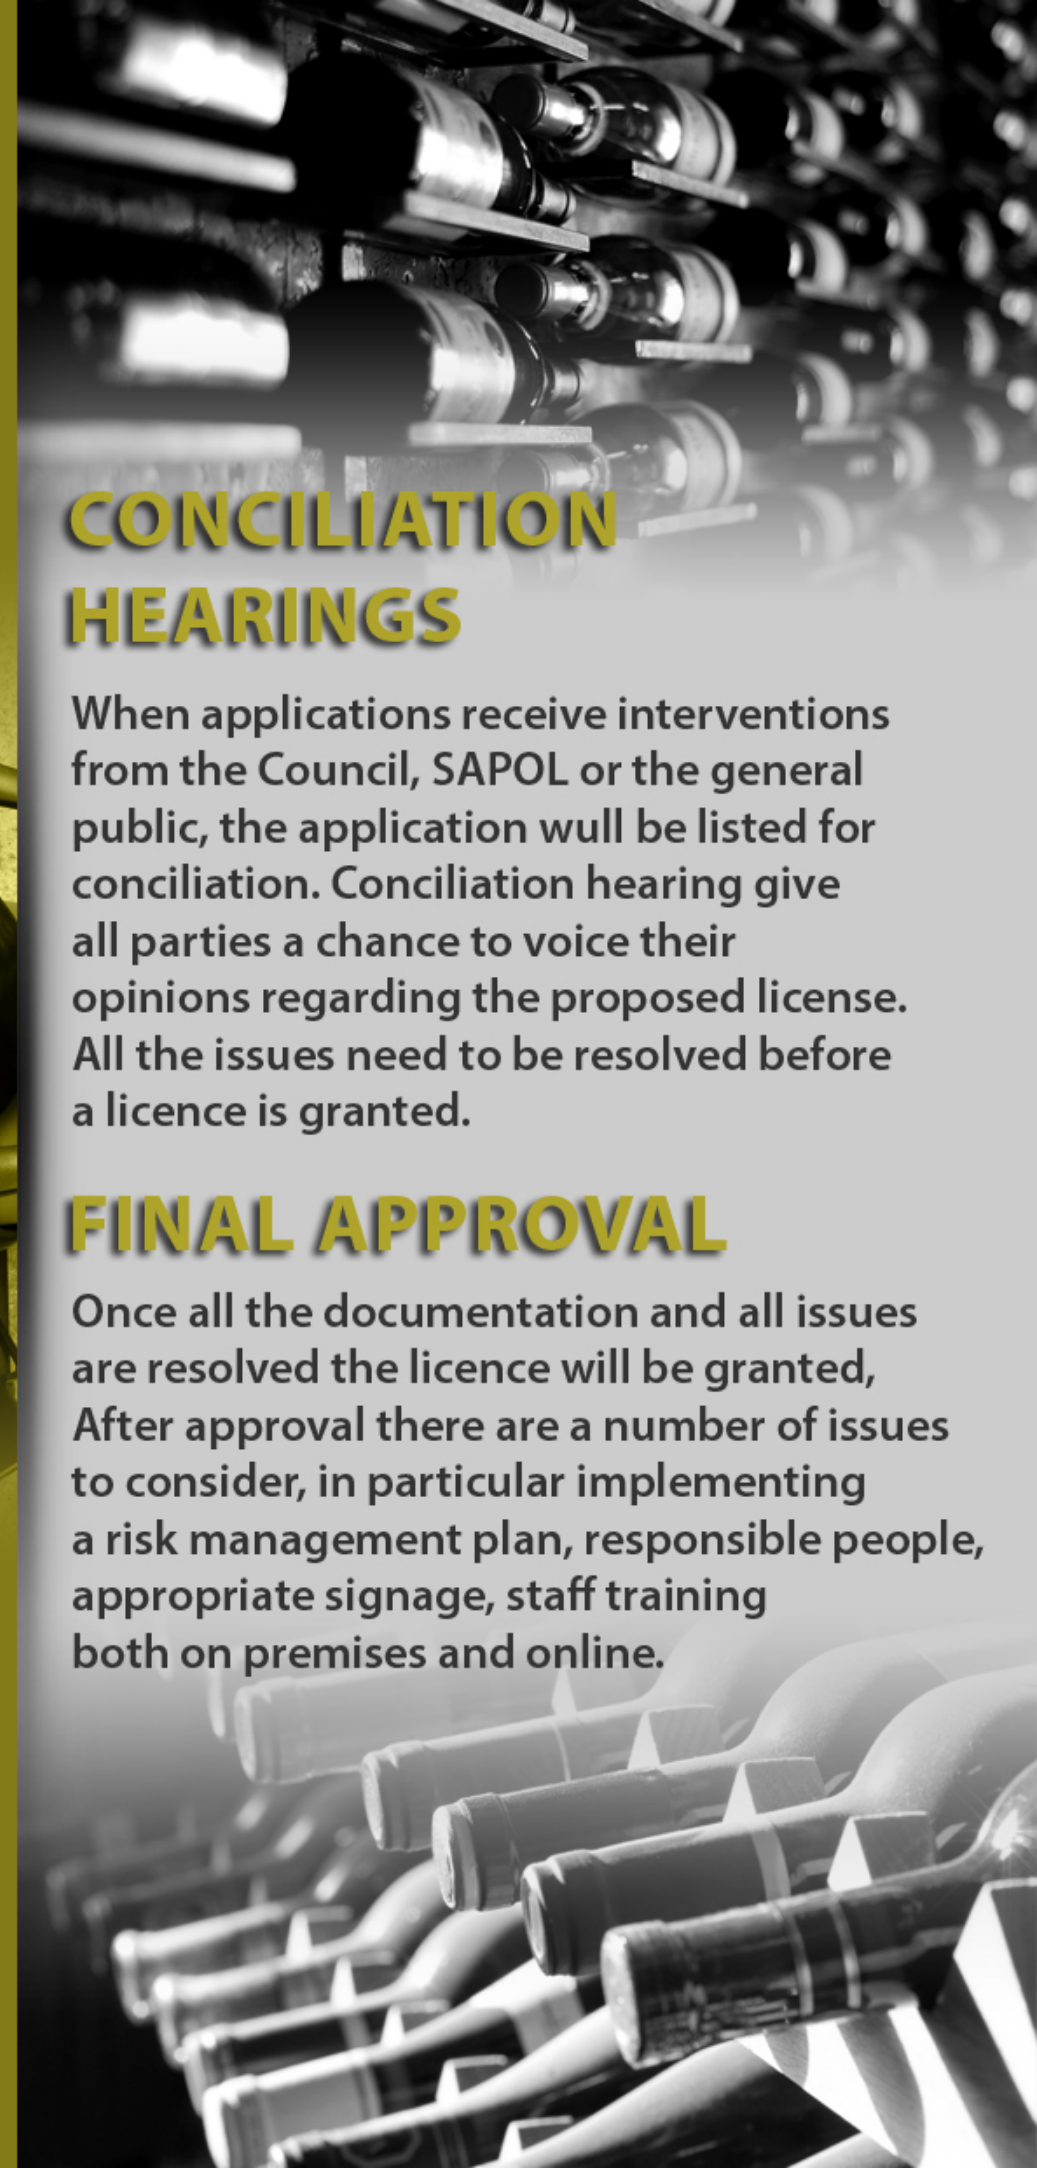 CONCILIATION
HEARINGS
When applications receive interventions
from the Council, SAPOL or the general
public, the application wull be listed for
conciliation. Conciliation hearing give
all parties a chance to voice their
opinions regarding the proposed license.
All the issues need to be resolved before
a licence is granted.
FINAL APPROVAL
Once all the documentation and all issues
are resolved the licence will be granted,
After approval there are a number of issues
to consider, in particular implementing
a risk management plan, responsible people,
appropriate signage, staff training
both on premises and online.